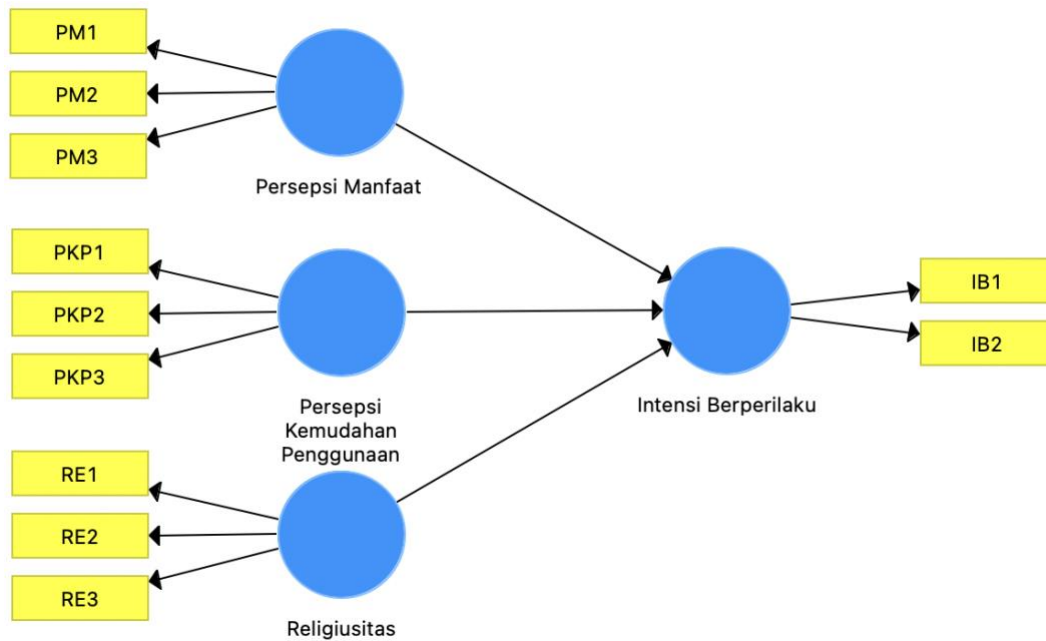 PM1
PM2
PM3
Persepsi Manfaat
PKP1
PKP2
PKP3
Persepsi
Kemudahan
Penggunaan
RE1
RE2
RE3
Religiusitas
Intensi Berperilaku
IB1
IB2